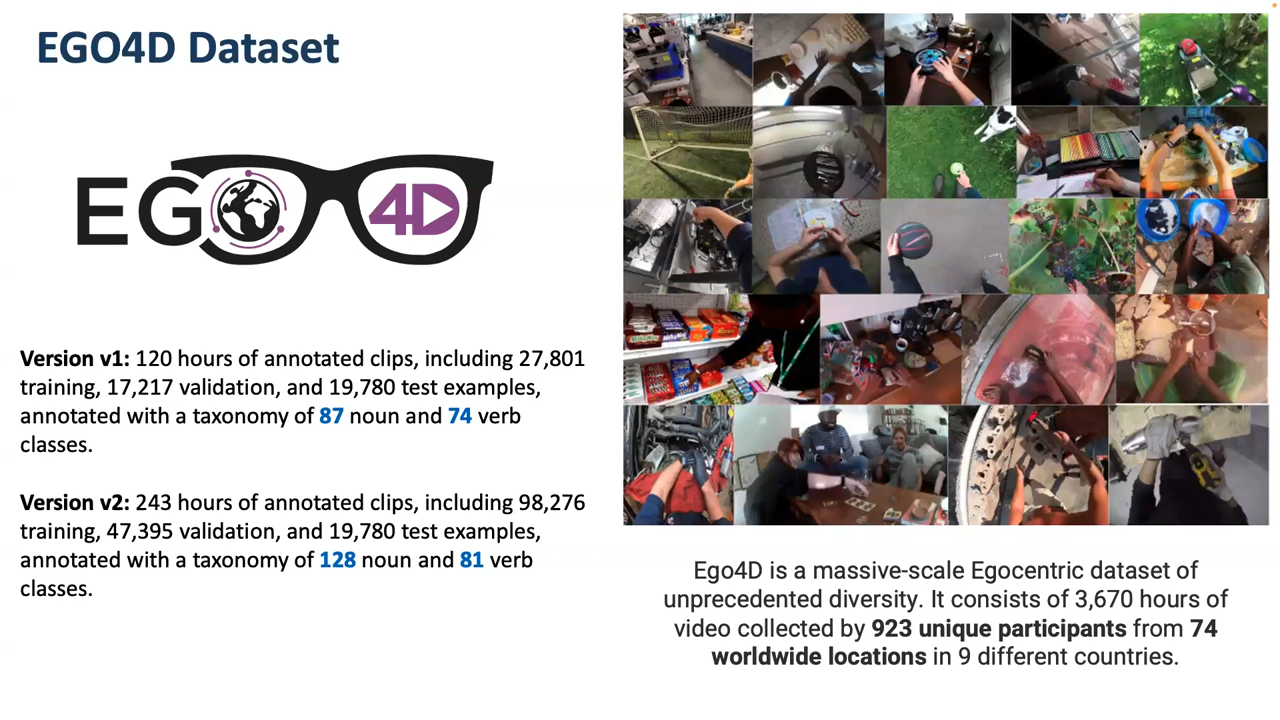 EGO4D Dataset
EGO 4D
Version v1: 120 hours of annotated clips, including 27,801
training, 17,217 validation, and 19,780 test examples,
annotated with a taxonomy of 87 noun and 74 verb
classes.
Version v2: 243 hours of annotated clips, including 98,276
training, 47,395 validation, and 19,780 test examples,
annotated with a taxonomy of 128 noun and 81 verb
classes.
Ego4D is a massive-scale Egocentric dataset of
unprecedented diversity. It consists of 3,670 hours of
video collected by 923 unique participants from 74
worldwide locations in 9 different countries.